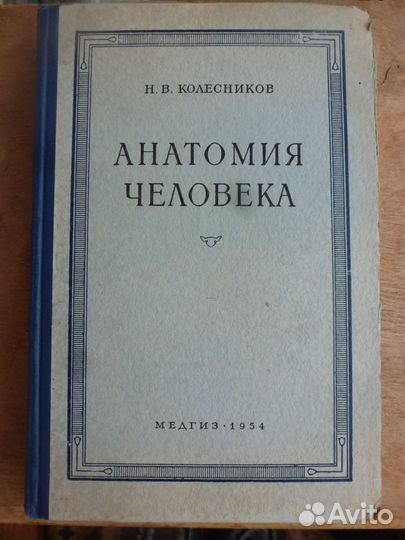 Н. В. КОЛЕСНИКОВ
АНАТОМИЯ
ЧЕЛОВЕКА
МЕДГИЗ · 1954
Avito